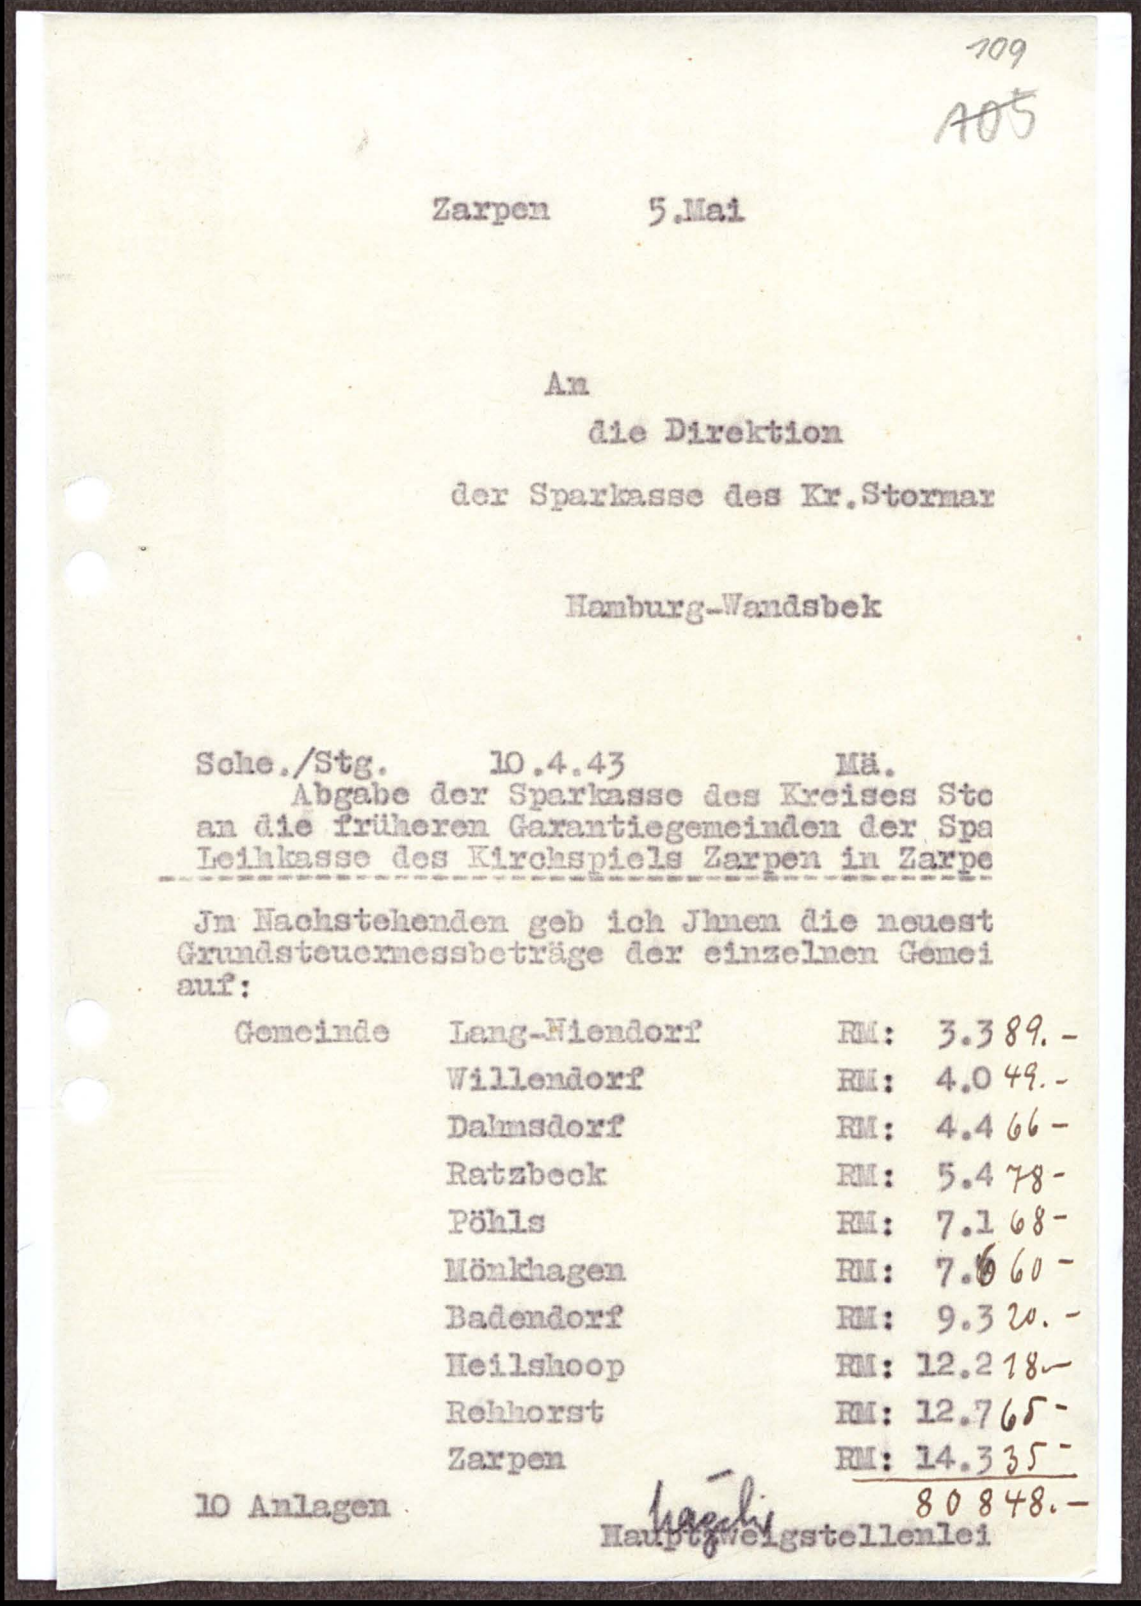 109
105
Zarpen 5.Mai
An
die Direktion
der Sparkasse des Kr.Stormar
Hamburg-Wandsbek
Sche./Stg. 10.4.43 Mä.
Abgabe der Sparkasse des Kreises Sto
an die früheren Garantiegemeinden der Spa
Leihkasse des Kirchspiels Zarpen in Zarpe
Jm Nachstehenden geb ich Jhnen die neuest
Grundsteuermessbeträge der einzelnen Gemei
auf:
Gemeinde Lang-Niendorf RM: 3.389.-
Willendorf RM: 4.049.-
Dahmsdorf RM: 4.466-
Ratzbeck RM: 5.478-
Pöhls RM: 7.168-
Mönkhagen RM: 7.660-
Badendorf RM: 9.320.-
Heilshoop RM: 12.218.-
Rehhorst RM: 12.765-
Zarpen RM: 14.335-
10 Anlagen 80848.-
Hauptzweigstellenlei